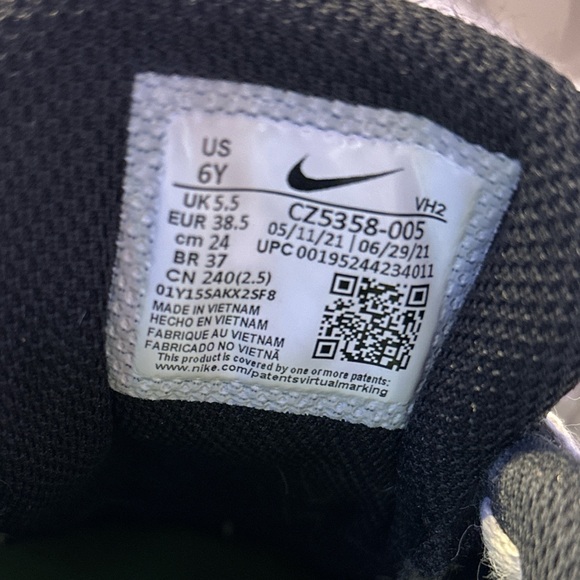 US
6Y
VH2
UK 5.5
CZ5358-005
EUR 38.5
05/11/21 | 06/29/21
cm 24
UPC 00195244234011
BR 37
CN 240(2.5)
01Y15SAKX2SF8
MADE IN VIETNAM
HECHO EN VIETNAM
FABRIQUE AU VIETNAM
FABRICADO NO VIETNÃ
This product is covered by one or more patents:
www.nike.com/patentsvirtualmarking